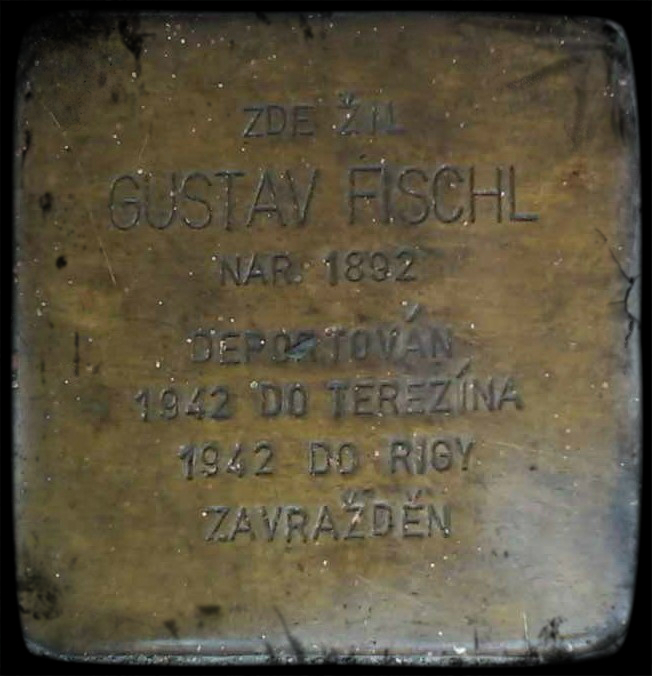 ZDE ŽIL
GUSTAV FISCHL
NAR. 1892
DEPORTOVÁN
1942 DO TEREZÍNA
1942 DO RIGY
ZAVRAŽDĚN